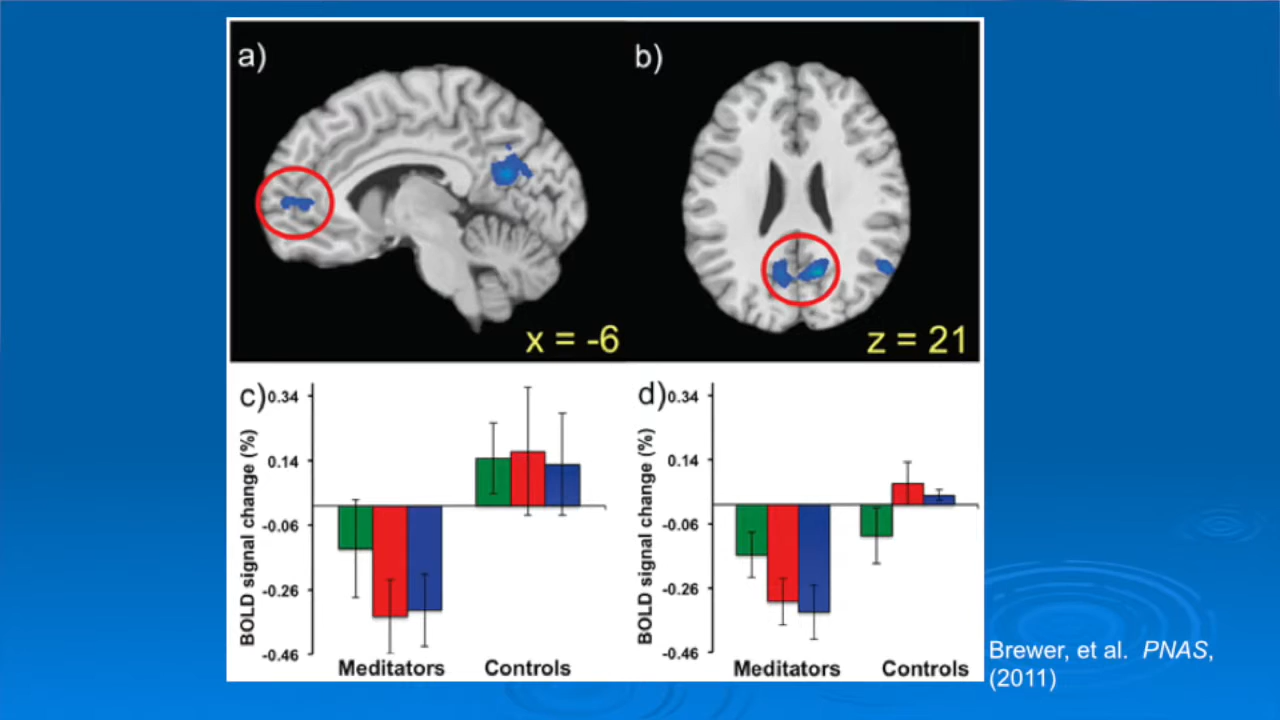 a)
b)
x = -6
z = 21
c)
0.34
0.14
-0.06
-0.26
-0.46
BOLD signal change (%)
Meditators
Controls
d)
0.34
0.14
-0.06
-0.26
-0.46
BOLD signal change (%)
Meditators
Controls
Brewer, et al. PNAS,
(2011)